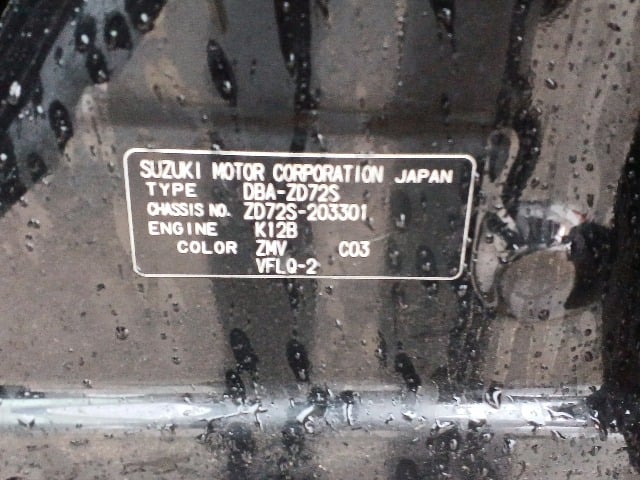 SUZUKI MOTOR CORPORATION JAPAN
TYPE DBA-ZD72S
CHASSIS NO. ZD72S-203301
ENGINE K12B
COLOR ZMV C03
VFLQ-2